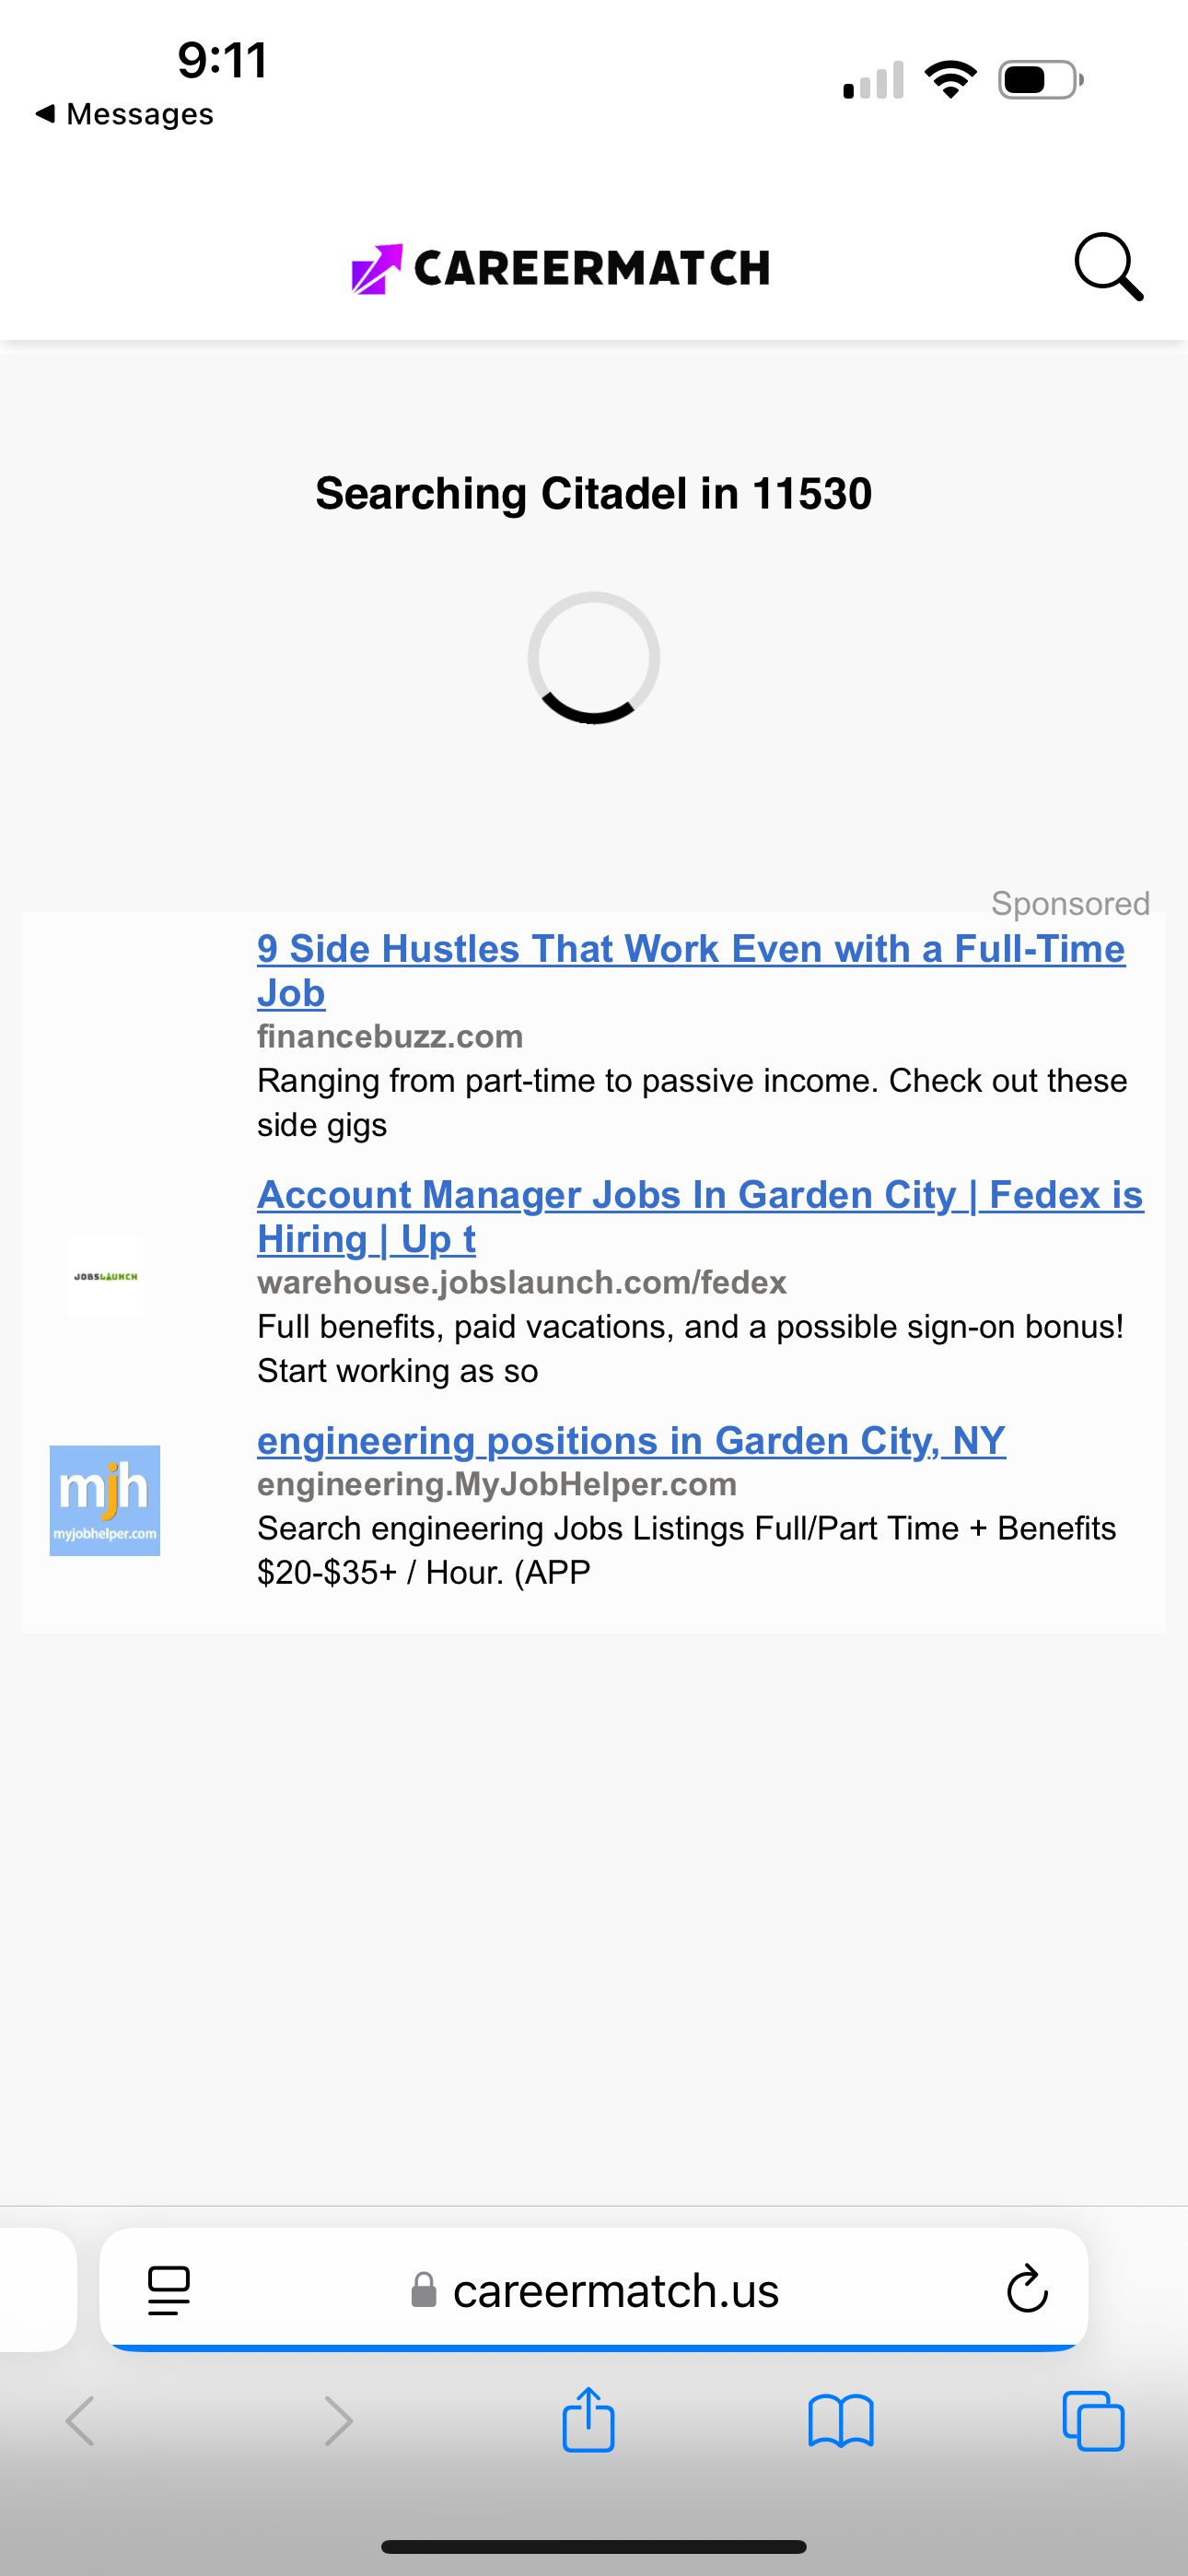 9:11
Messages
CAREERMATCH
Searching Citadel in 11530
Sponsored
9 Side Hustles That Work Even with a Full-Time
Job
financebuzz.com
Ranging from part-time to passive income. Check out these
side gigs
Account Manager Jobs In Garden City | Fedex is
Hiring | Up t
JOBSLAUNCH
warehouse.jobslaunch.com/fedex
Full benefits, paid vacations, and a possible sign-on bonus!
Start working as so
engineering positions in Garden City, NY
mjh
myjobhelper.com
engineering.MyJobHelper.com
Search engineering Jobs Listings Full/Part Time + Benefits
$20-$35+ / Hour. (APP
careermatch.us